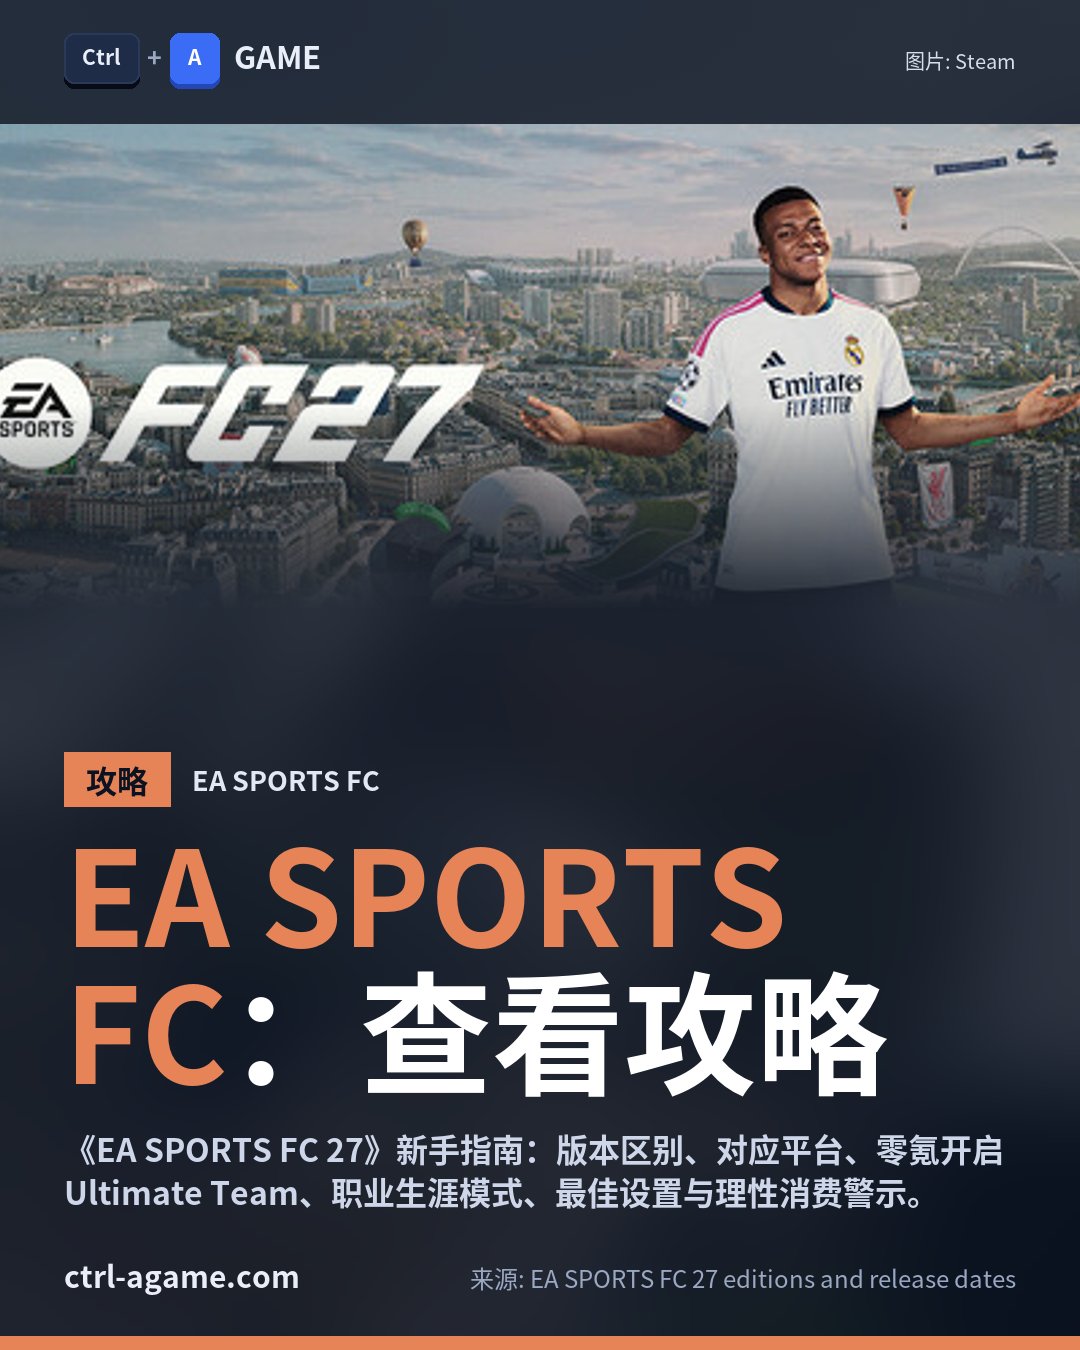 Ctrl + A GAME
图片: Steam
EA SPORTS FC27
Emirates
FLY BETTER
攻略 EA SPORTS FC
EA SPORTS
FC：查看攻略
《EA SPORTS FC 27》新手指南：版本区别、对应平台、零氪开启
Ultimate Team、职业生涯模式、最佳设置与理性消费警示。
ctrl-agame.com
来源: EA SPORTS FC 27 editions and release dates